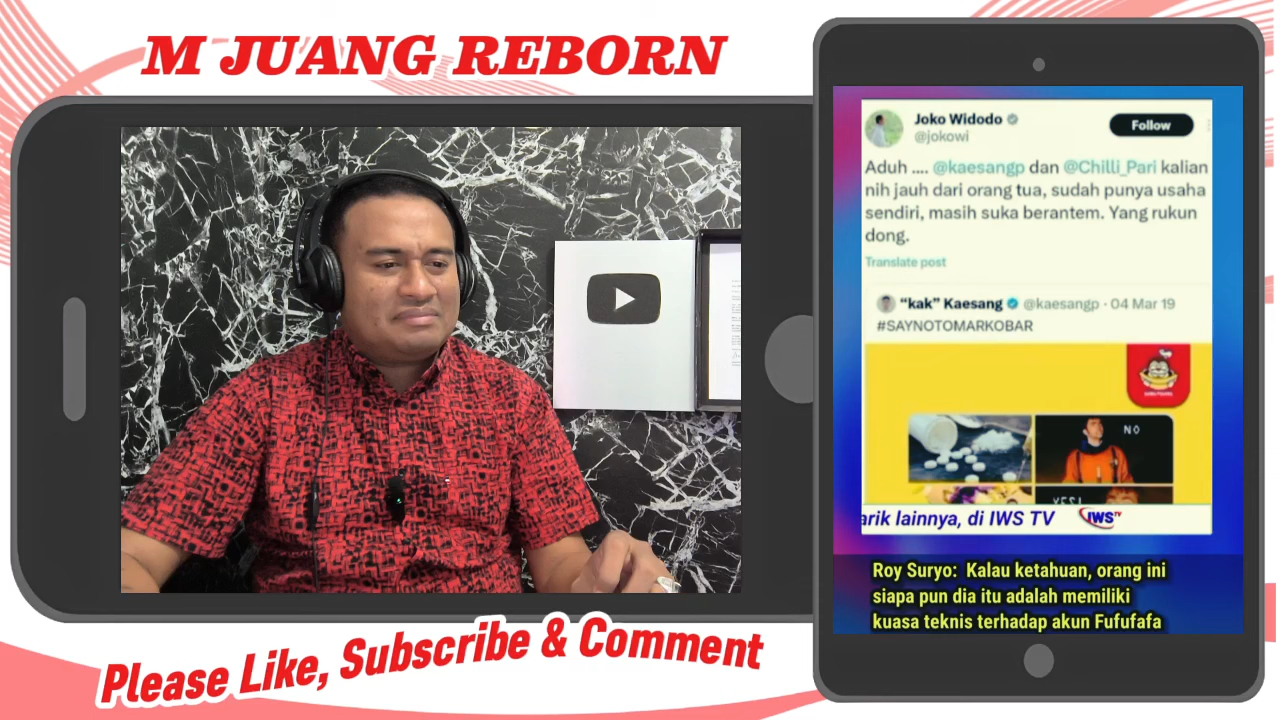 M JUANG REBORN
Joko Widodo
@jokowi
Follow
Aduh .... @kaesangp dan @Chilli_Pari kalian
nih jauh dari orang tua, sudah punya usaha
sendiri, masih suka berantem. Yang rukun
dong.
Translate post
“kak” Kaesang @kaesangp · 04 Mar 19
#SAYNOTOMARKOBAR
NO
YES!
arik lainnya, di IWS TV
IWS TV
Roy Suryo: Kalau ketahuan, orang ini
siapa pun dia itu adalah memiliki
kuasa teknis terhadap akun Fufufafa
Please Like, Subscribe & Comment